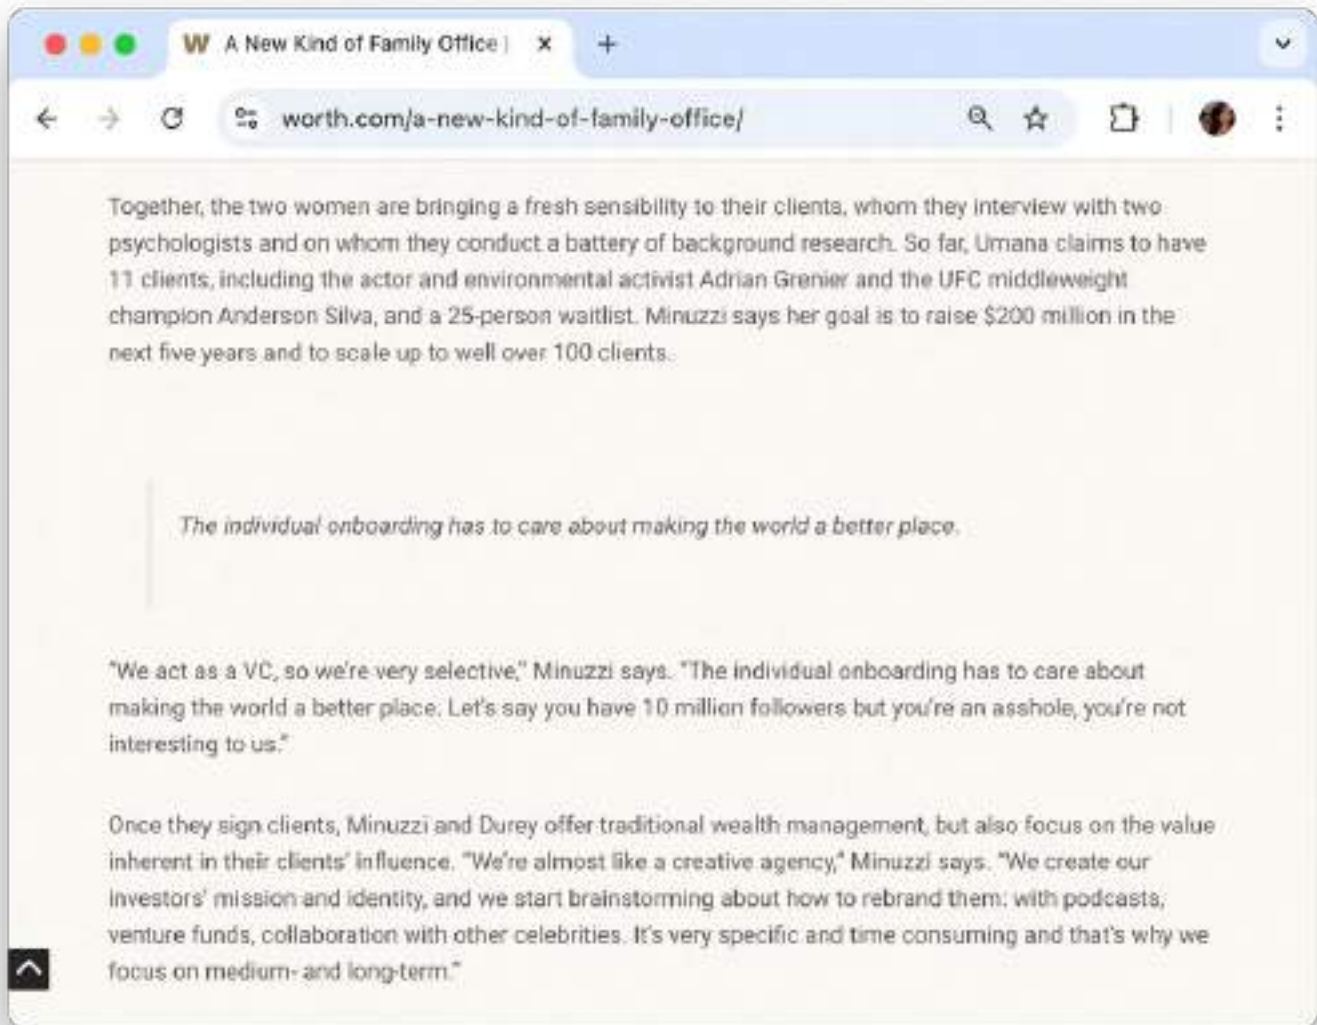 W A New Kind of Family Office |
worth.com/a-new-kind-of-family-office/
Together, the two women are bringing a fresh sensibility to their clients, whom they interview with two
psychologists and on whom they conduct a battery of background research. So far, Umana claims to have
11 clients, including the actor and environmental activist Adrian Grenier and the UFC middleweight
champion Anderson Silva, and a 25-person waitlist. Minuzzi says her goal is to raise $200 million in the
next five years and to scale up to well over 100 clients.
The individual onboarding has to care about making the world a better place.
“We act as a VC, so we’re very selective,” Minuzzi says. “The individual onboarding has to care about
making the world a better place. Let’s say you have 10 million followers but you’re an asshole, you’re not
interesting to us.”
Once they sign clients, Minuzzi and Durey offer traditional wealth management, but also focus on the value
inherent in their clients’ influence. “We’re almost like a creative agency,” Minuzzi says. “We create our
investors’ mission and identity, and we start brainstorming about how to rebrand them: with podcasts,
venture funds, collaboration with other celebrities. It’s very specific and time consuming and that’s why we
focus on medium- and long-term.”